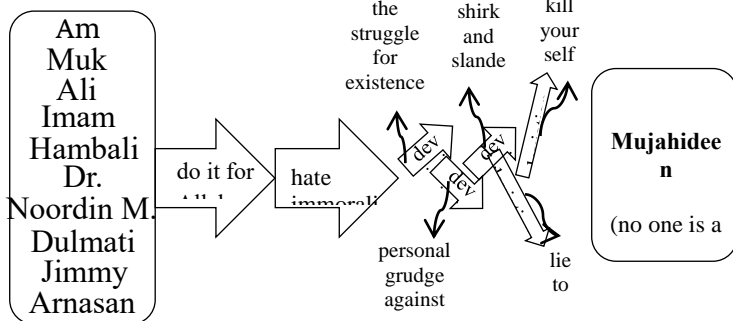 Am
Muk
Ali
Imam
Hambali
Dr.
Noordin M.
Dulmati
Jimmy
Arnasan
do it for
hate
immorali
the
struggle
for
existence
dev
personal
grudge
against
dev
shirk
and
slande
dev
kill
your
self
lie
to
Mujahidee
n
(no one is a